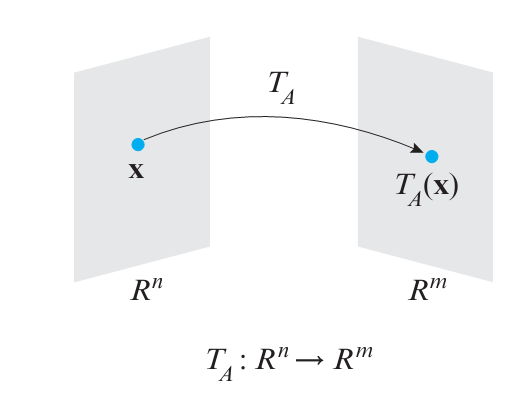 T_A
x
T_A(x)
R^n R^m
T_A : R^n → R^m